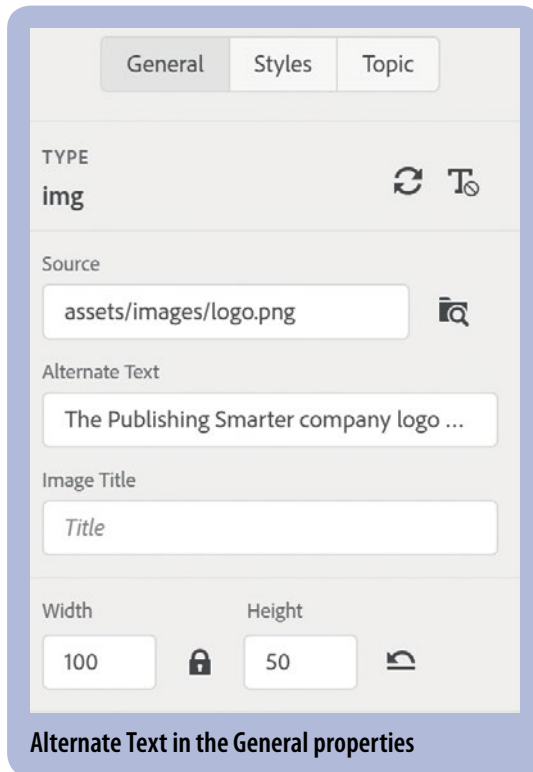 General Styles Topic
TYPE
img
Source
assets/images/logo.png
Alternate Text
The Publishing Smarter company logo ...
Image Title
Title
Width Height
100 50
Alternate Text in the General properties